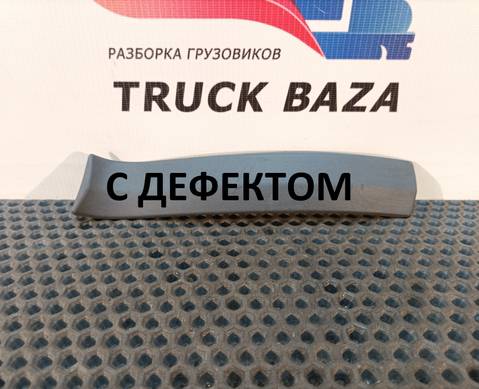 РАЗБОРКА ГРУЗОВИКОВ
TRUCK BAZA
С ДЕФЕКТОМ